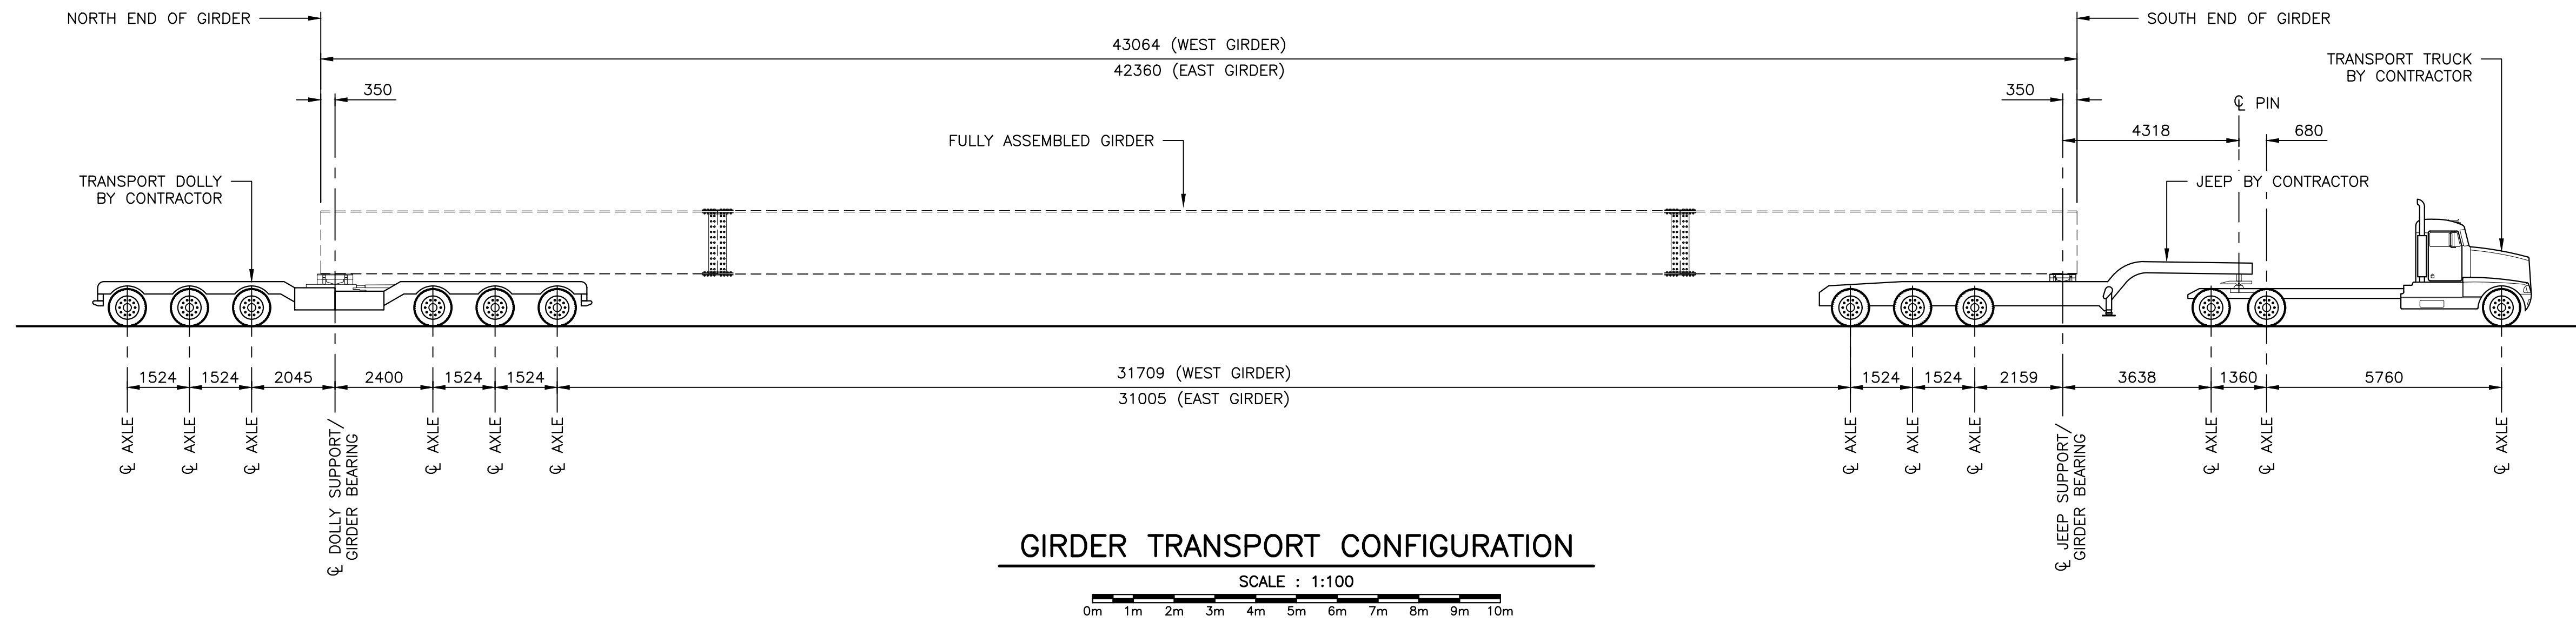 NORTH END OF GIRDER
SOUTH END OF GIRDER
43064 (WEST GIRDER)
42360 (EAST GIRDER)
TRANSPORT TRUCK
BY CONTRACTOR
350
350
℄ PIN
4318
680
FULLY ASSEMBLED GIRDER
TRANSPORT DOLLY
BY CONTRACTOR
JEEP BY CONTRACTOR
1524
1524
2045
2400
1524
1524
31709 (WEST GIRDER)
31005 (EAST GIRDER)
1524
1524
2159
3638
1360
5760
℄ AXLE
℄ AXLE
℄ AXLE
℄ DOLLY SUPPORT/
GIRDER BEARING
℄ AXLE
℄ AXLE
℄ AXLE
℄ AXLE
℄ AXLE
℄ AXLE
℄ JEEP SUPPORT/
GIRDER BEARING
℄ AXLE
℄ AXLE
℄ AXLE
GIRDER TRANSPORT CONFIGURATION
SCALE : 1:100
0m 1m 2m 3m 4m 5m 6m 7m 8m 9m 10m